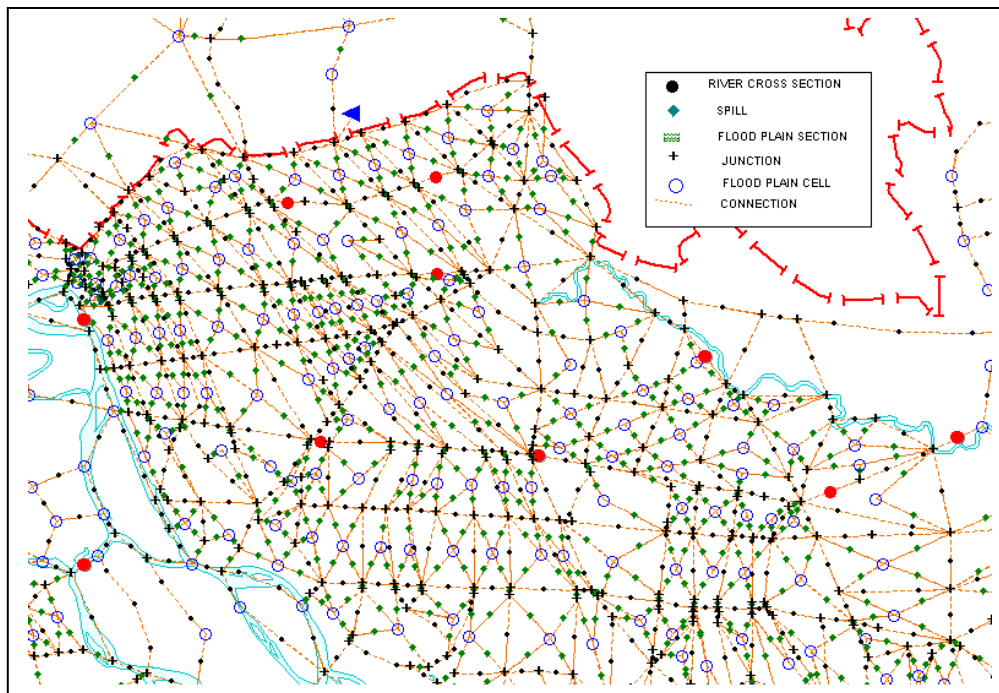 RIVER CROSS SECTION
SPILL
FLOOD PLAIN SECTION
JUNCTION
FLOOD PLAIN CELL
CONNECTION